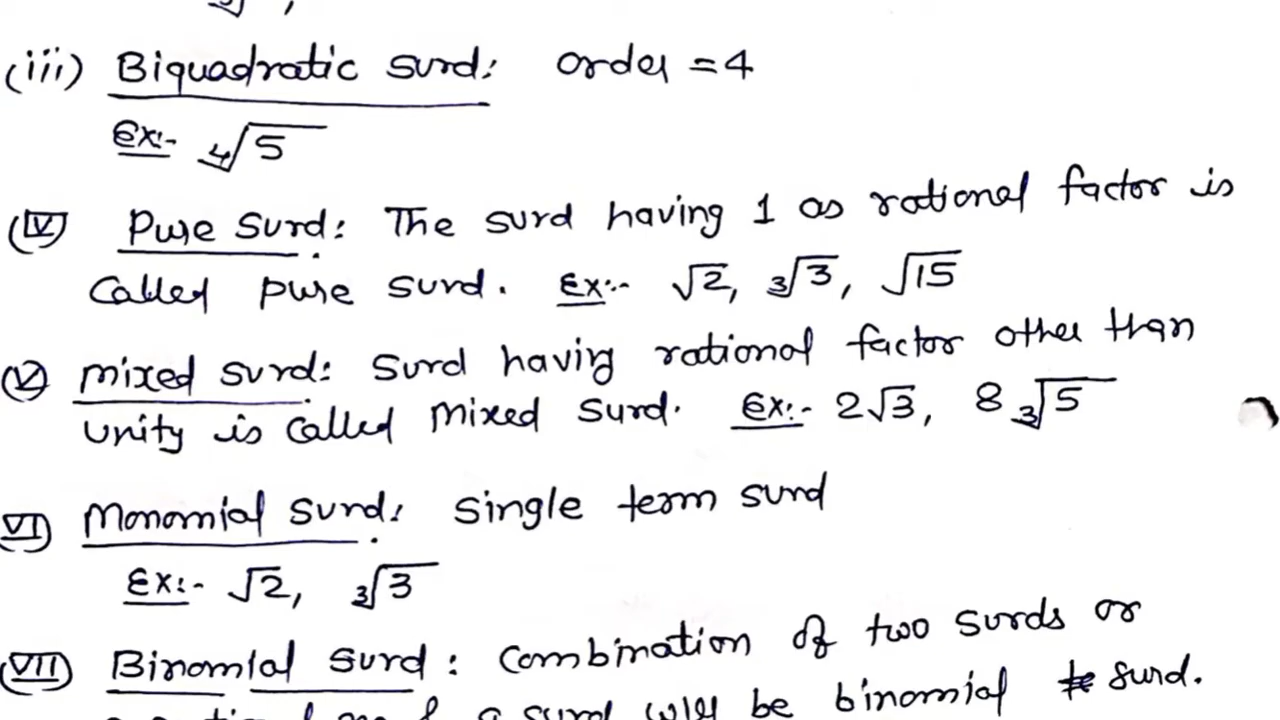 (iii) Biquadratic Surd: Order = 4
Ex:- ∜5
(IV) Pure Surd: The surd having 1 as rational factor is
Called pure surd. Ex:- √2, ∛3, √15
(V) Mixed surd: Surd having rational factor other than
unity is called Mixed Surd. Ex:- 2√3, 8∛5
(VI) Monomial Surd: Single term surd
Ex:- √2, ∛3
(VII) Binomial Surd: Combination of two surds or
a surd will be binomial surd.